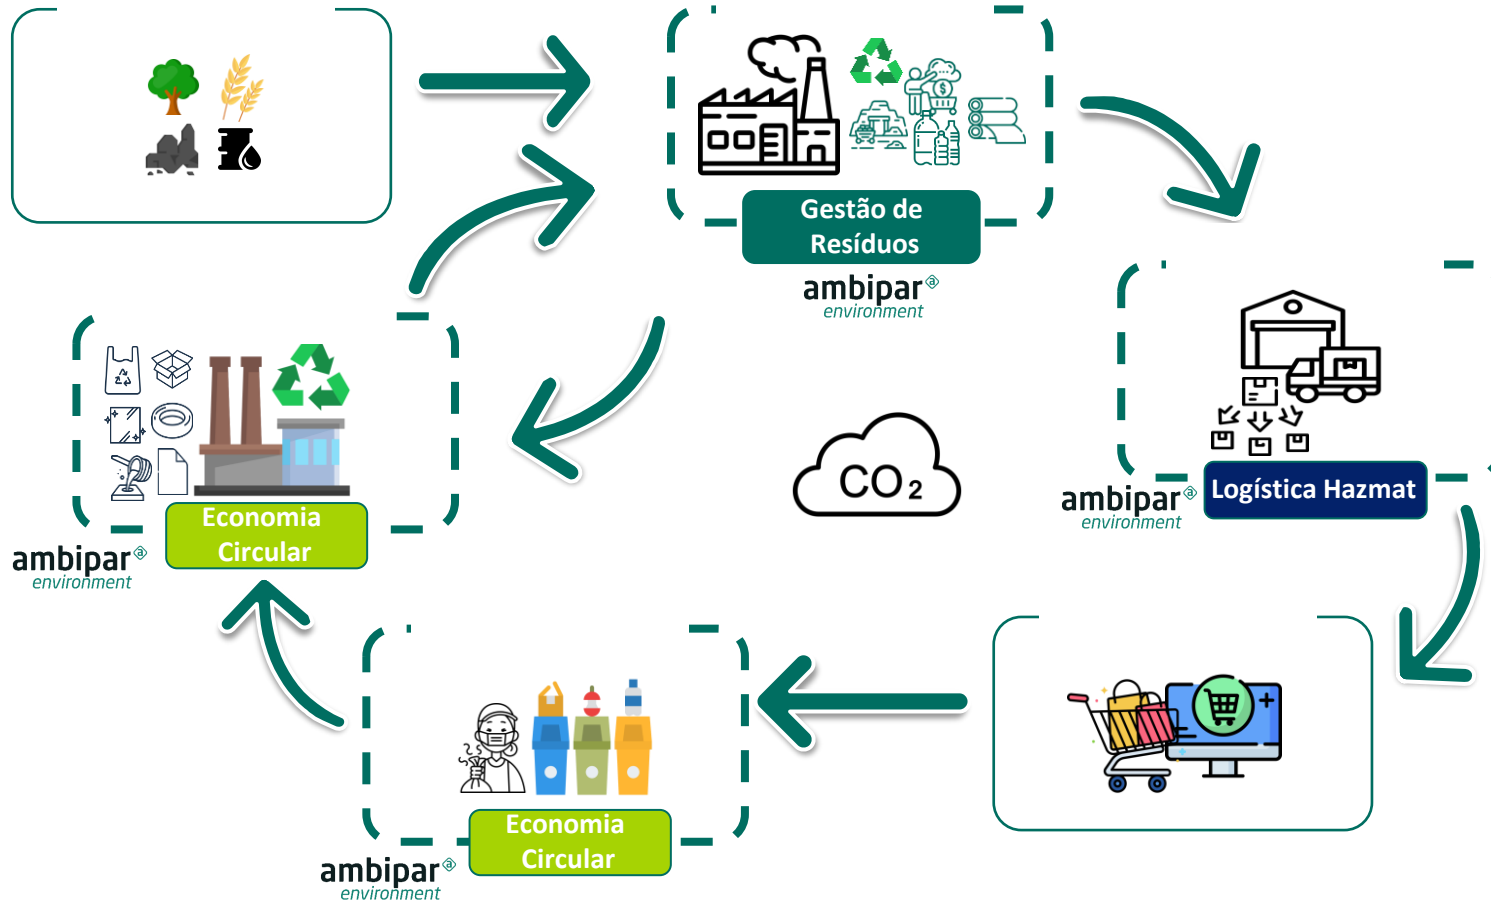 Gestão de
Resíduos
ambipar
environment
CO₂
Logística Hazmat
ambipar
environment
Economia
Circular
ambipar
environment
Economia
Circular
ambipar
environment